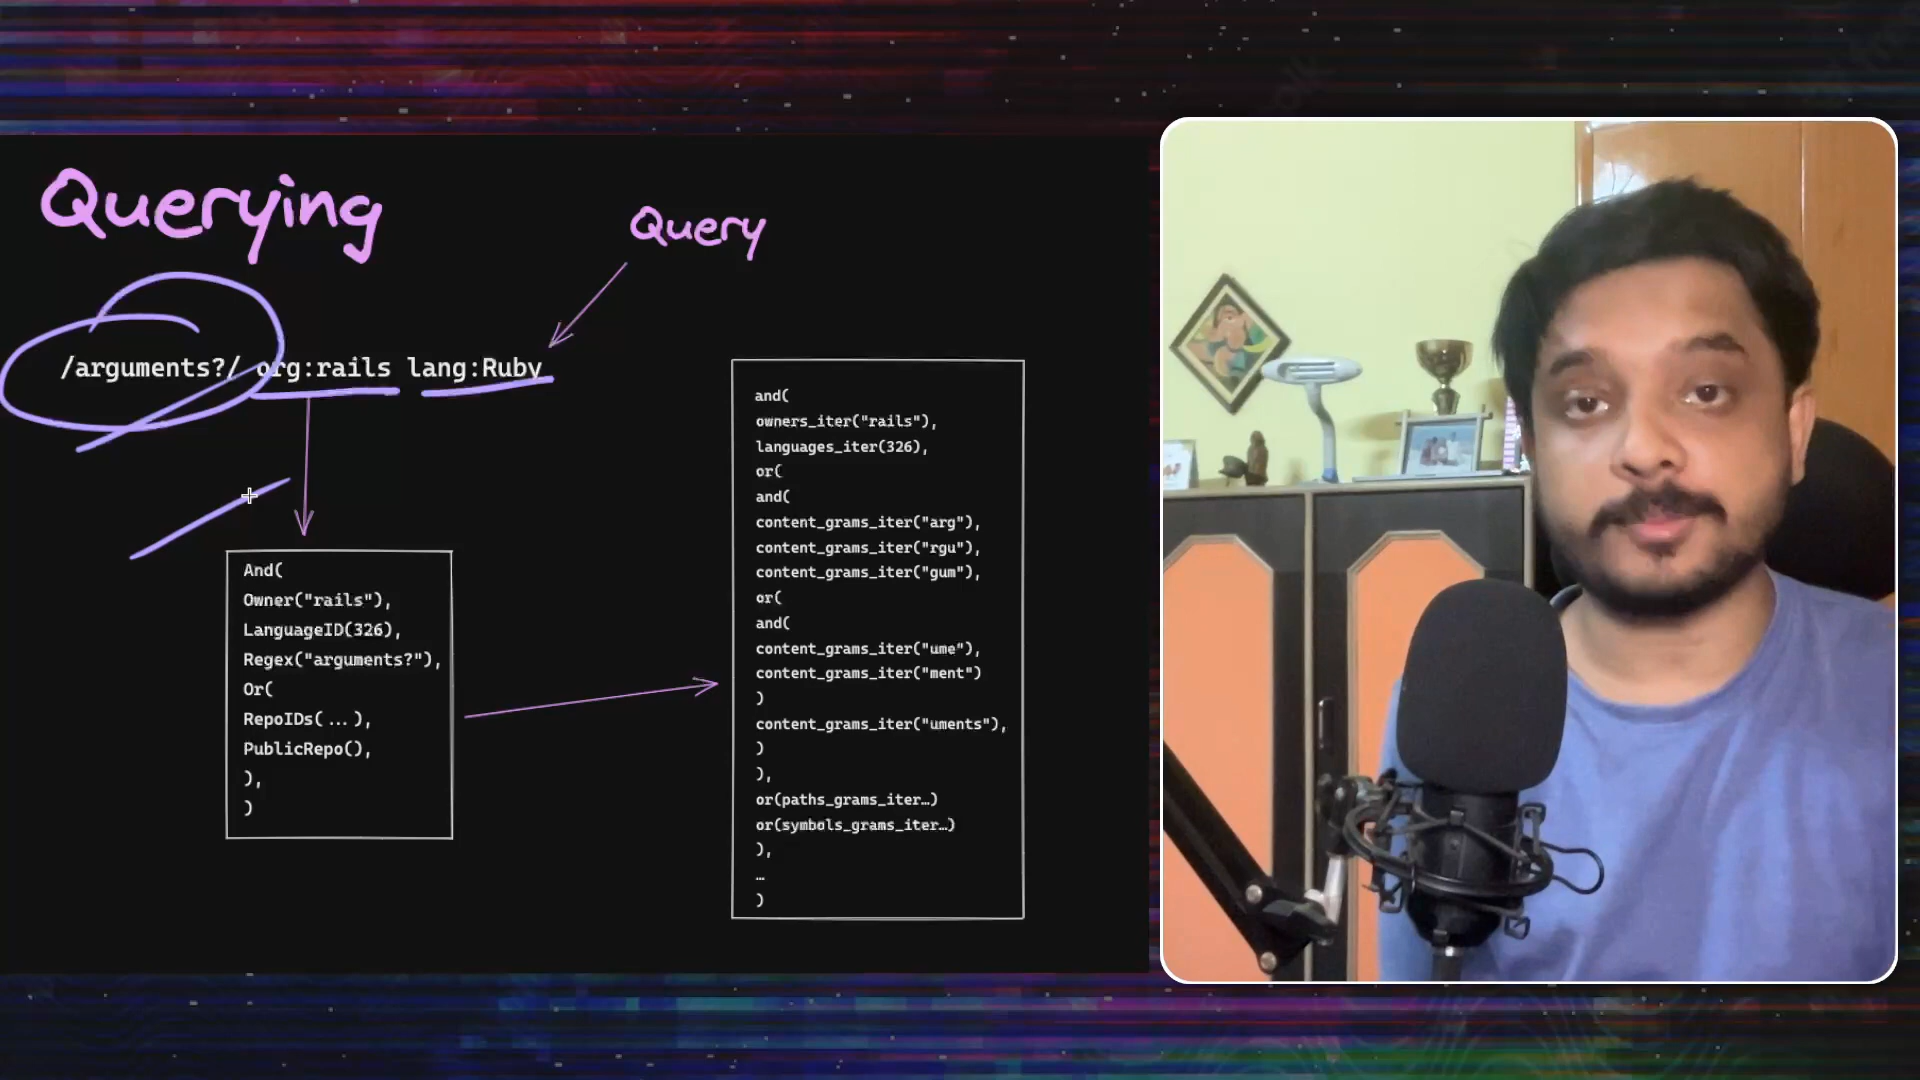 Querying
Query
/arguments?/ org:rails lang:Ruby
And(
Owner("rails"),
LanguageID(326),
Regex("arguments?"),
Or(
RepoIDs(...),
PublicRepo(),
),
)
and(
owners_iter("rails"),
languages_iter(326),
or(
and(
content_grams_iter("arg"),
content_grams_iter("rgu"),
content_grams_iter("gum"),
or(
and(
content_grams_iter("ume"),
content_grams_iter("ment")
)
content_grams_iter("uments"),
)
),
or(paths_grams_iter…)
or(symbols_grams_iter…)
),
…
)